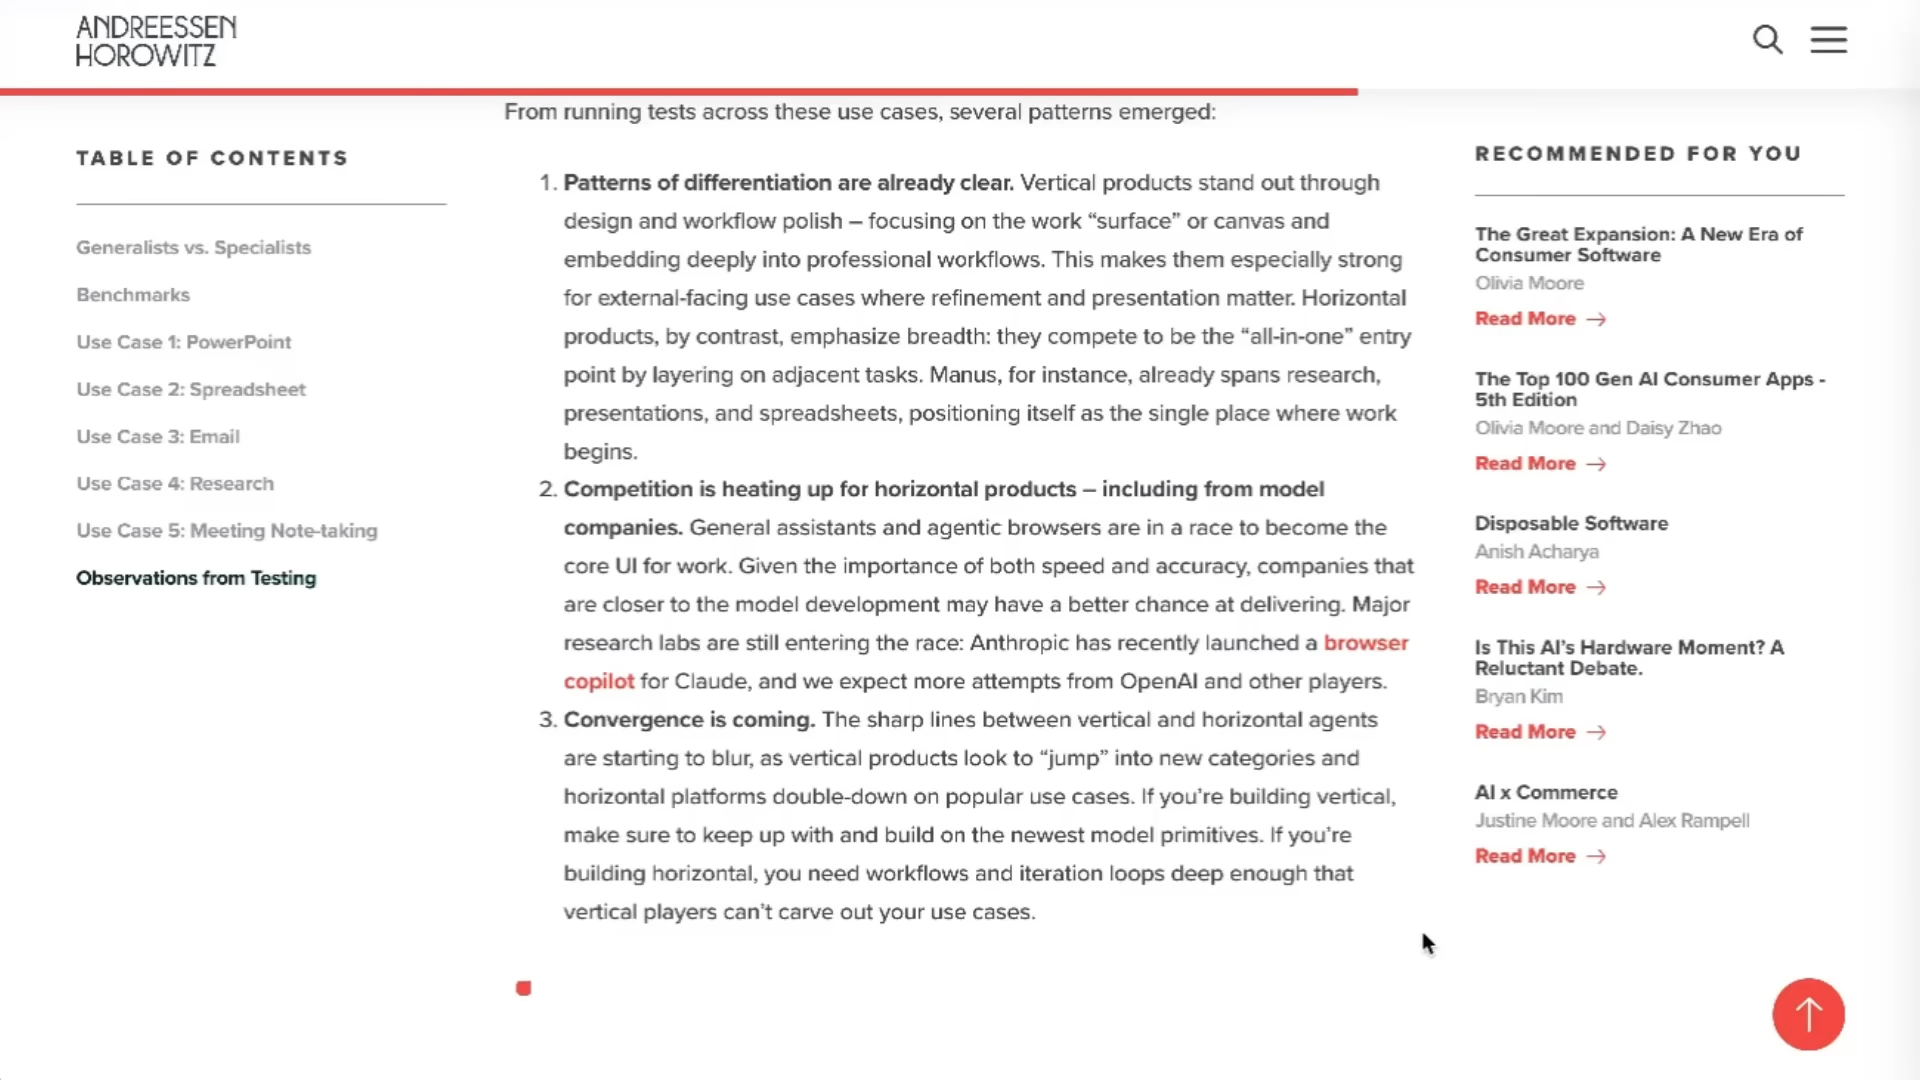 ANDREESSEN
HOROWITZ
TABLE OF CONTENTS
Generalists vs. Specialists
Benchmarks
Use Case 1: PowerPoint
Use Case 2: Spreadsheet
Use Case 3: Email
Use Case 4: Research
Use Case 5: Meeting Note-taking
Observations from Testing
From running tests across these use cases, several patterns emerged:
1. Patterns of differentiation are already clear. Vertical products stand out through
design and workflow polish – focusing on the work “surface” or canvas and
embedding deeply into professional workflows. This makes them especially strong
for external-facing use cases where refinement and presentation matter. Horizontal
products, by contrast, emphasize breadth: they compete to be the “all-in-one” entry
point by layering on adjacent tasks. Manus, for instance, already spans research,
presentations, and spreadsheets, positioning itself as the single place where work
begins.
2. Competition is heating up for horizontal products – including from model
companies. General assistants and agentic browsers are in a race to become the
core UI for work. Given the importance of both speed and accuracy, companies that
are closer to the model development may have a better chance at delivering. Major
research labs are still entering the race: Anthropic has recently launched a browser
copilot for Claude, and we expect more attempts from OpenAI and other players.
3. Convergence is coming. The sharp lines between vertical and horizontal agents
are starting to blur, as vertical products look to “jump” into new categories and
horizontal platforms double-down on popular use cases. If you’re building vertical,
make sure to keep up with and build on the newest model primitives. If you’re
building horizontal, you need workflows and iteration loops deep enough that
vertical players can’t carve out your use cases.
RECOMMENDED FOR YOU
The Great Expansion: A New Era of
Consumer Software
Olivia Moore
Read More →
The Top 100 Gen AI Consumer Apps -
5th Edition
Olivia Moore and Daisy Zhao
Read More →
Disposable Software
Anish Acharya
Read More →
Is This AI’s Hardware Moment? A
Reluctant Debate.
Bryan Kim
Read More →
AI x Commerce
Justine Moore and Alex Rampell
Read More →